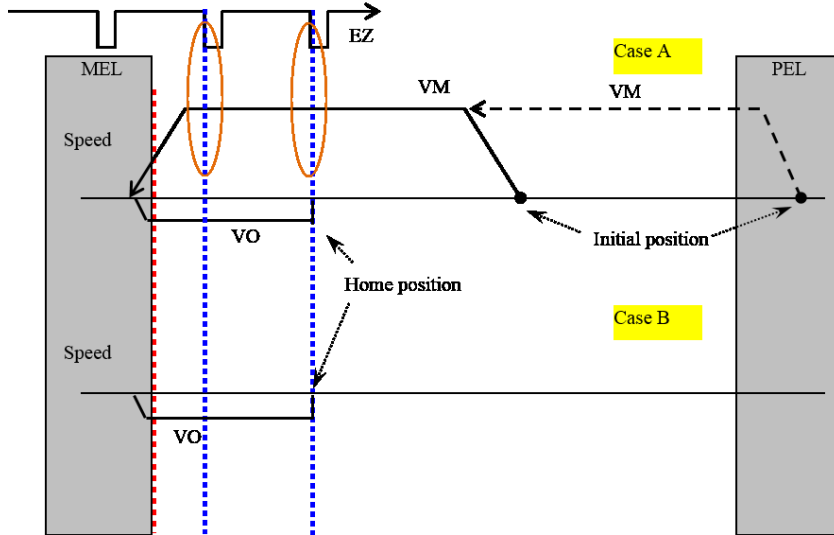 EZ
Case A
MEL
PEL
VM
VM
Speed
VO
Initial position
Home position
Case B
Speed
VO